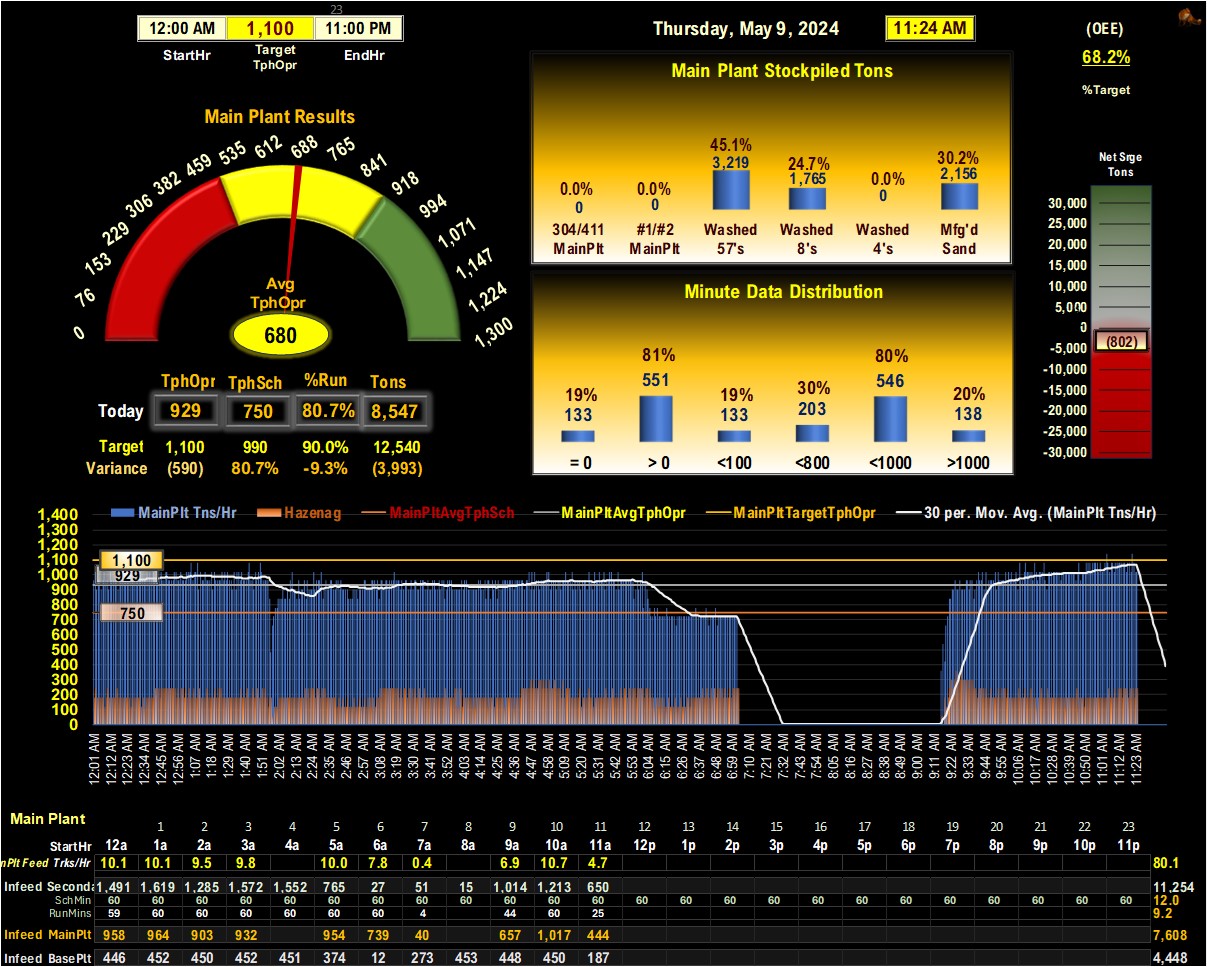 23
12:00 AM 1,100 11:00 PM
StartHr Target TphOpr EndHr
Thursday, May 9, 2024 11:24 AM
(OEE)
68.2%
%Target
Main Plant Results
0 76 153 229 306 382 459 535 612 688 765 841 918 994 1,071 1,147 1,224 1,300
Avg
TphOpr
680
TphOpr TphSch %Run Tons
Today 929 750 80.7% 8,547
Target 1,100 990 90.0% 12,540
Variance (590) 80.7% -9.3% (3,993)
Main Plant Stockpiled Tons
0.0% 0.0% 45.1% 24.7% 0.0% 30.2%
0 0 3,219 1,765 0 2,156
304/411 #1/#2 Washed Washed Washed Mfg'd
MainPlt MainPlt 57's 8's 4's Sand
Minute Data Distribution
19% 81% 19% 30% 80% 20%
133 551 133 203 546 138
= 0 > 0 <100 <800 <1000 >1000
Net Srge
Tons
30,000
25,000
20,000
15,000
10,000
5,000
0
(802)
-5,000
-10,000
-15,000
-20,000
-25,000
-30,000
MainPlt Tns/Hr Hazenag MainPltAvgTphSch MainPltAvgTphOpr MainPltTargetTphOpr 30 per. Mov. Avg. (MainPlt Tns/Hr)
1,400
1,300
1,200
1,100
1,000
900
800
700
600
500
400
300
200
100
0
1,100
929
750
12:01 AM 12:12 AM 12:23 AM 12:34 AM 12:45 AM 12:56 AM 1:07 AM 1:18 AM 1:29 AM 1:40 AM 1:51 AM 2:02 AM 2:13 AM 2:24 AM 2:35 AM 2:46 AM 2:57 AM 3:08 AM 3:19 AM 3:30 AM 3:41 AM 3:52 AM 4:03 AM 4:14 AM 4:25 AM 4:36 AM 4:47 AM 4:58 AM 5:09 AM 5:20 AM 5:31 AM 5:42 AM 5:53 AM 6:04 AM 6:15 AM 6:26 AM 6:37 AM 6:48 AM 6:59 AM 7:10 AM 7:21 AM 7:32 AM 7:43 AM 7:54 AM 8:05 AM 8:16 AM 8:27 AM 8:38 AM 8:49 AM 9:00 AM 9:11 AM 9:22 AM 9:33 AM 9:44 AM 9:55 AM 10:06 AM 10:17 AM 10:28 AM 10:39 AM 10:50 AM 11:01 AM 11:12 AM 11:23 AM
Main Plant
1 2 3 4 5 6 7 8 9 10 11 12 13 14 15 16 17 18 19 20 21 22 23
StartHr 12a 1a 2a 3a 4a 5a 6a 7a 8a 9a 10a 11a 12p 1p 2p 3p 4p 5p 6p 7p 8p 9p 10p 11p
nPlt Feed Trks/Hr 10.1 10.1 9.5 9.8 10.0 7.8 0.4 6.9 10.7 4.7 80.1
Infeed Seconda 1,491 1,619 1,285 1,572 1,552 765 27 51 15 1,014 1,213 650 11,254
SchMin 60 60 60 60 60 60 60 60 60 60 60 60 60 60 60 60 60 60 60 60 60 60 60 60 12.0
RunMins 59 60 60 60 60 60 60 4 44 60 25 9.2
Infeed MainPlt 958 964 903 932 954 739 40 657 1,017 444 7,608
Infeed BasePlt 446 452 450 452 451 374 12 273 453 448 450 187 4,448